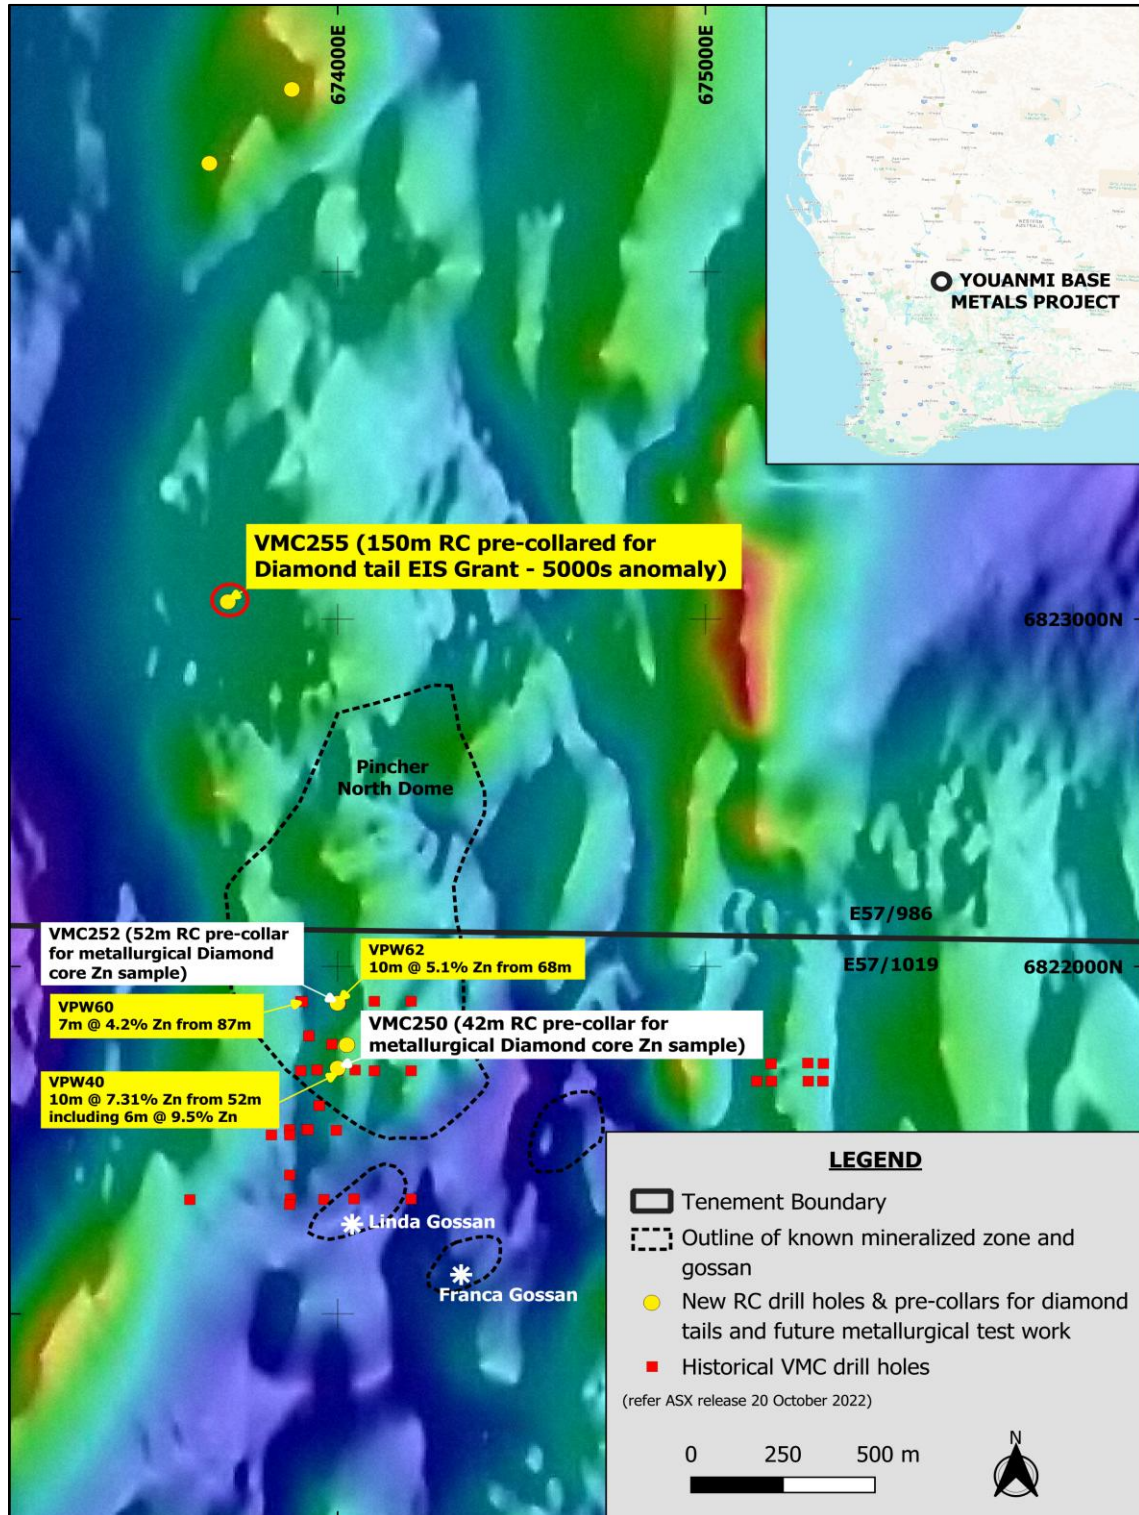 674000E
675000E
YOUANMI BASE
METALS PROJECT
VMC255 (150m RC pre-collared for
Diamond tail EIS Grant - 5000s anomaly)
6823000N
Pincher
North Dome
E57/986
VMC252 (52m RC pre-collar
for metallurgical Diamond
core Zn sample)
VPW62
10m @ 5.1% Zn from 68m
E57/1019
6822000N
VPW60
7m @ 4.2% Zn from 87m
VMC250 (42m RC pre-collar for
metallurgical Diamond core Zn sample)
VPW40
10m @ 7.31% Zn from 52m
including 6m @ 9.5% Zn
Linda Gossan
Franca Gossan
LEGEND
Tenement Boundary
Outline of known mineralized zone and
gossan
New RC drill holes & pre-collars for diamond
tails and future metallurgical test work
Historical VMC drill holes
(refer ASX release 20 October 2022)
0 250 500 m
N